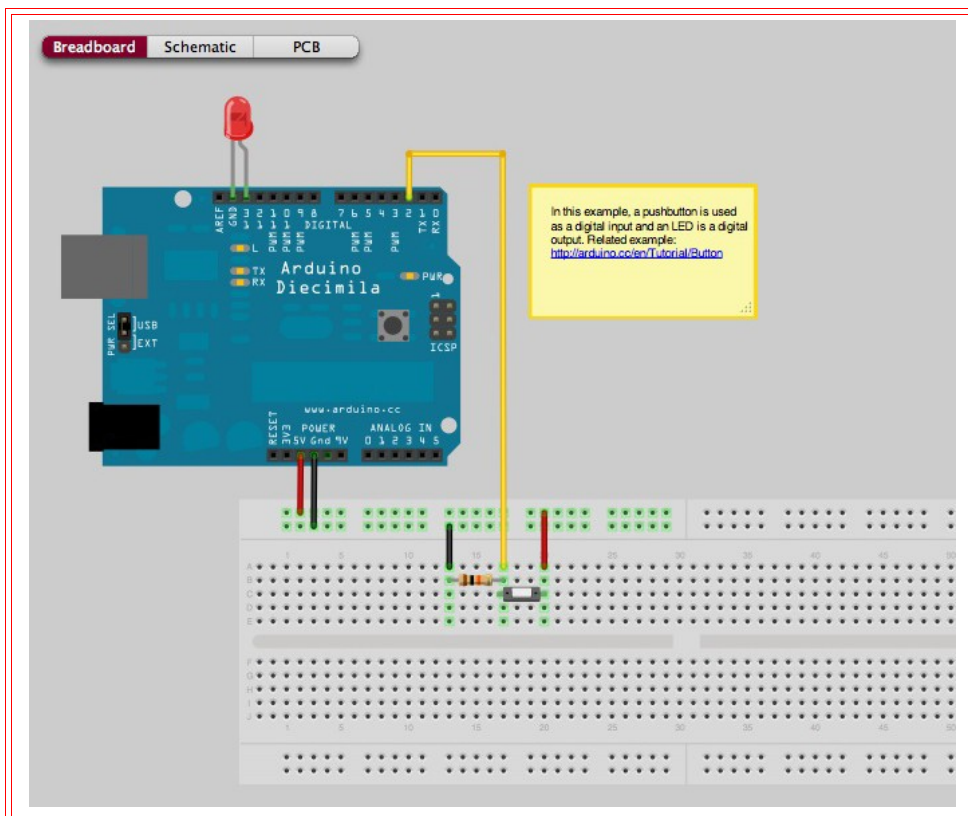 Breadboard Schematic PCB
AREF
GND
13
12
11
10
9
8
7
6
5
4
3
2
1
0
PWM
PWM
PWM
PWM
PWM
PWM
TX
RX
DIGITAL
L
TX
RX
Arduino
Diecimila
PWR
1
ICSP
PWR SEL
USB
EXT
www.arduino.cc
POWER
ANALOG IN
RESET
3V3
5V Gnd 9V
0 1 2 3 4 5
In this example, a pushbutton is used
as a digital input and an LED is a digital
output. Related example:
http://arduino.cc/en/Tutorial/Button
1 5 10 15 20 25 30 35 40 45 50
A
B
C
D
E
F
G
H
I
J
1 5 10 15 20 25 30 35 40 45 50